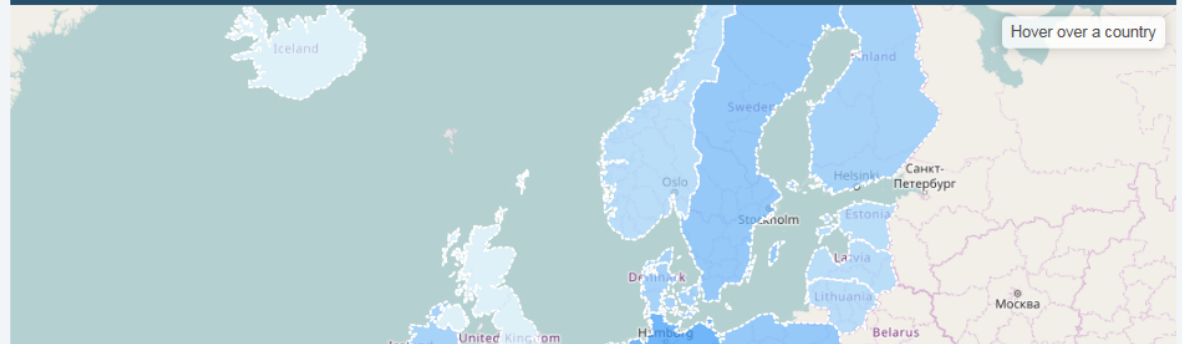 Hover over a country
Iceland
Finland
Sweden
Oslo
Helsinki
Санкт-
Петербург
Stockholm
Estonia
Latvia
Denmark
Lithuania
Москва
Hamburg
Belarus
United Kingdom
Ireland